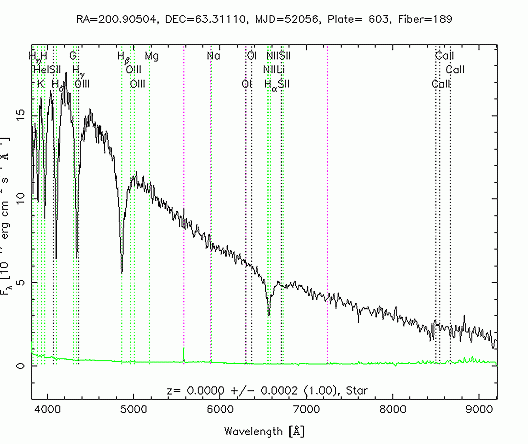 RA=200.90504, DEC=63.31110, MJD=52056, Plate= 603, Fiber=189
H H G Hβ Mg Na OI NII SII CaII
η HeI SII Hγ OIII NII Li CaII
K Hδ OIII OIII OI Hα SII CaII
15
10
5
0
Fλ [10⁻¹⁷ erg cm⁻² s⁻¹ Å⁻¹]
z= 0.0000 +/- 0.0002 (1.00), Star
4000 5000 6000 7000 8000 9000
Wavelength [Å]